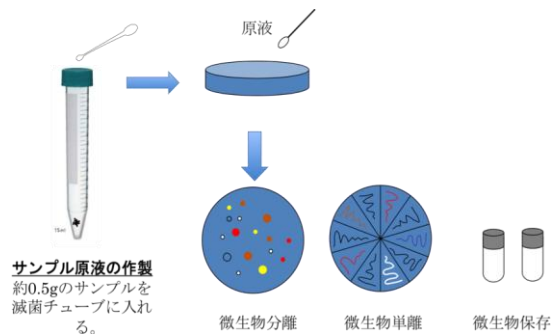 原液
15ml
サンプル原液の作製
約0.5gのサンプルを
滅菌チューブに入れ
る。
微生物分離
微生物単離
微生物保存